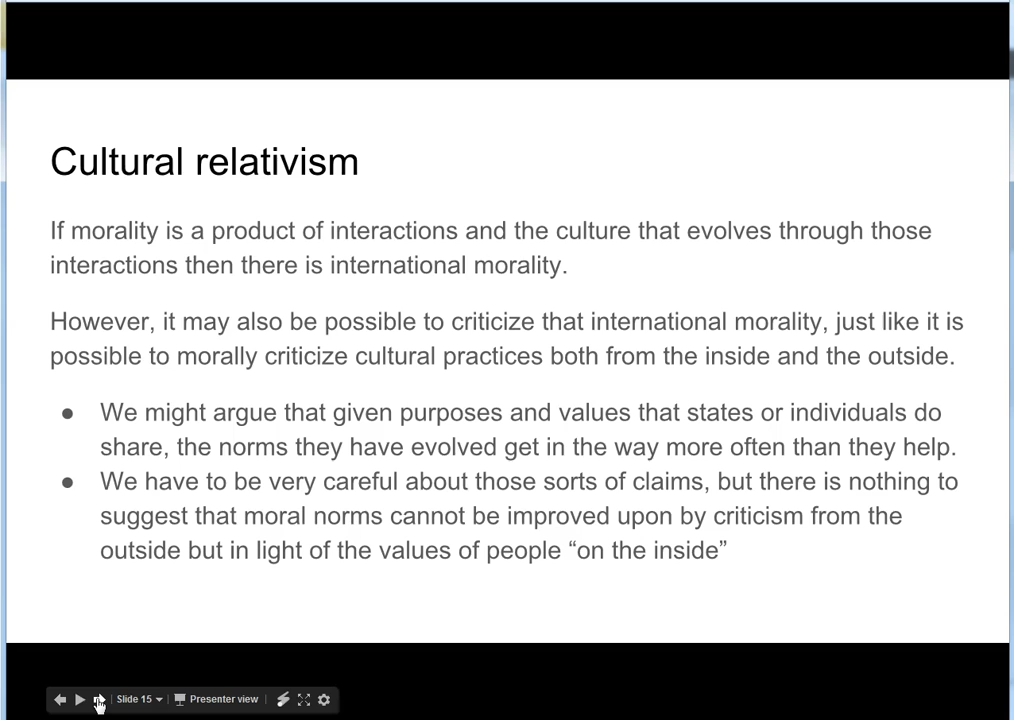 Cultural relativism
If morality is a product of interactions and the culture that evolves through those
interactions then there is international morality.
However, it may also be possible to criticize that international morality, just like it is
possible to morally criticize cultural practices both from the inside and the outside.
● We might argue that given purposes and values that states or individuals do
share, the norms they have evolved get in the way more often than they help.
● We have to be very careful about those sorts of claims, but there is nothing to
suggest that moral norms cannot be improved upon by criticism from the
outside but in light of the values of people “on the inside”
Slide 15 Presenter view